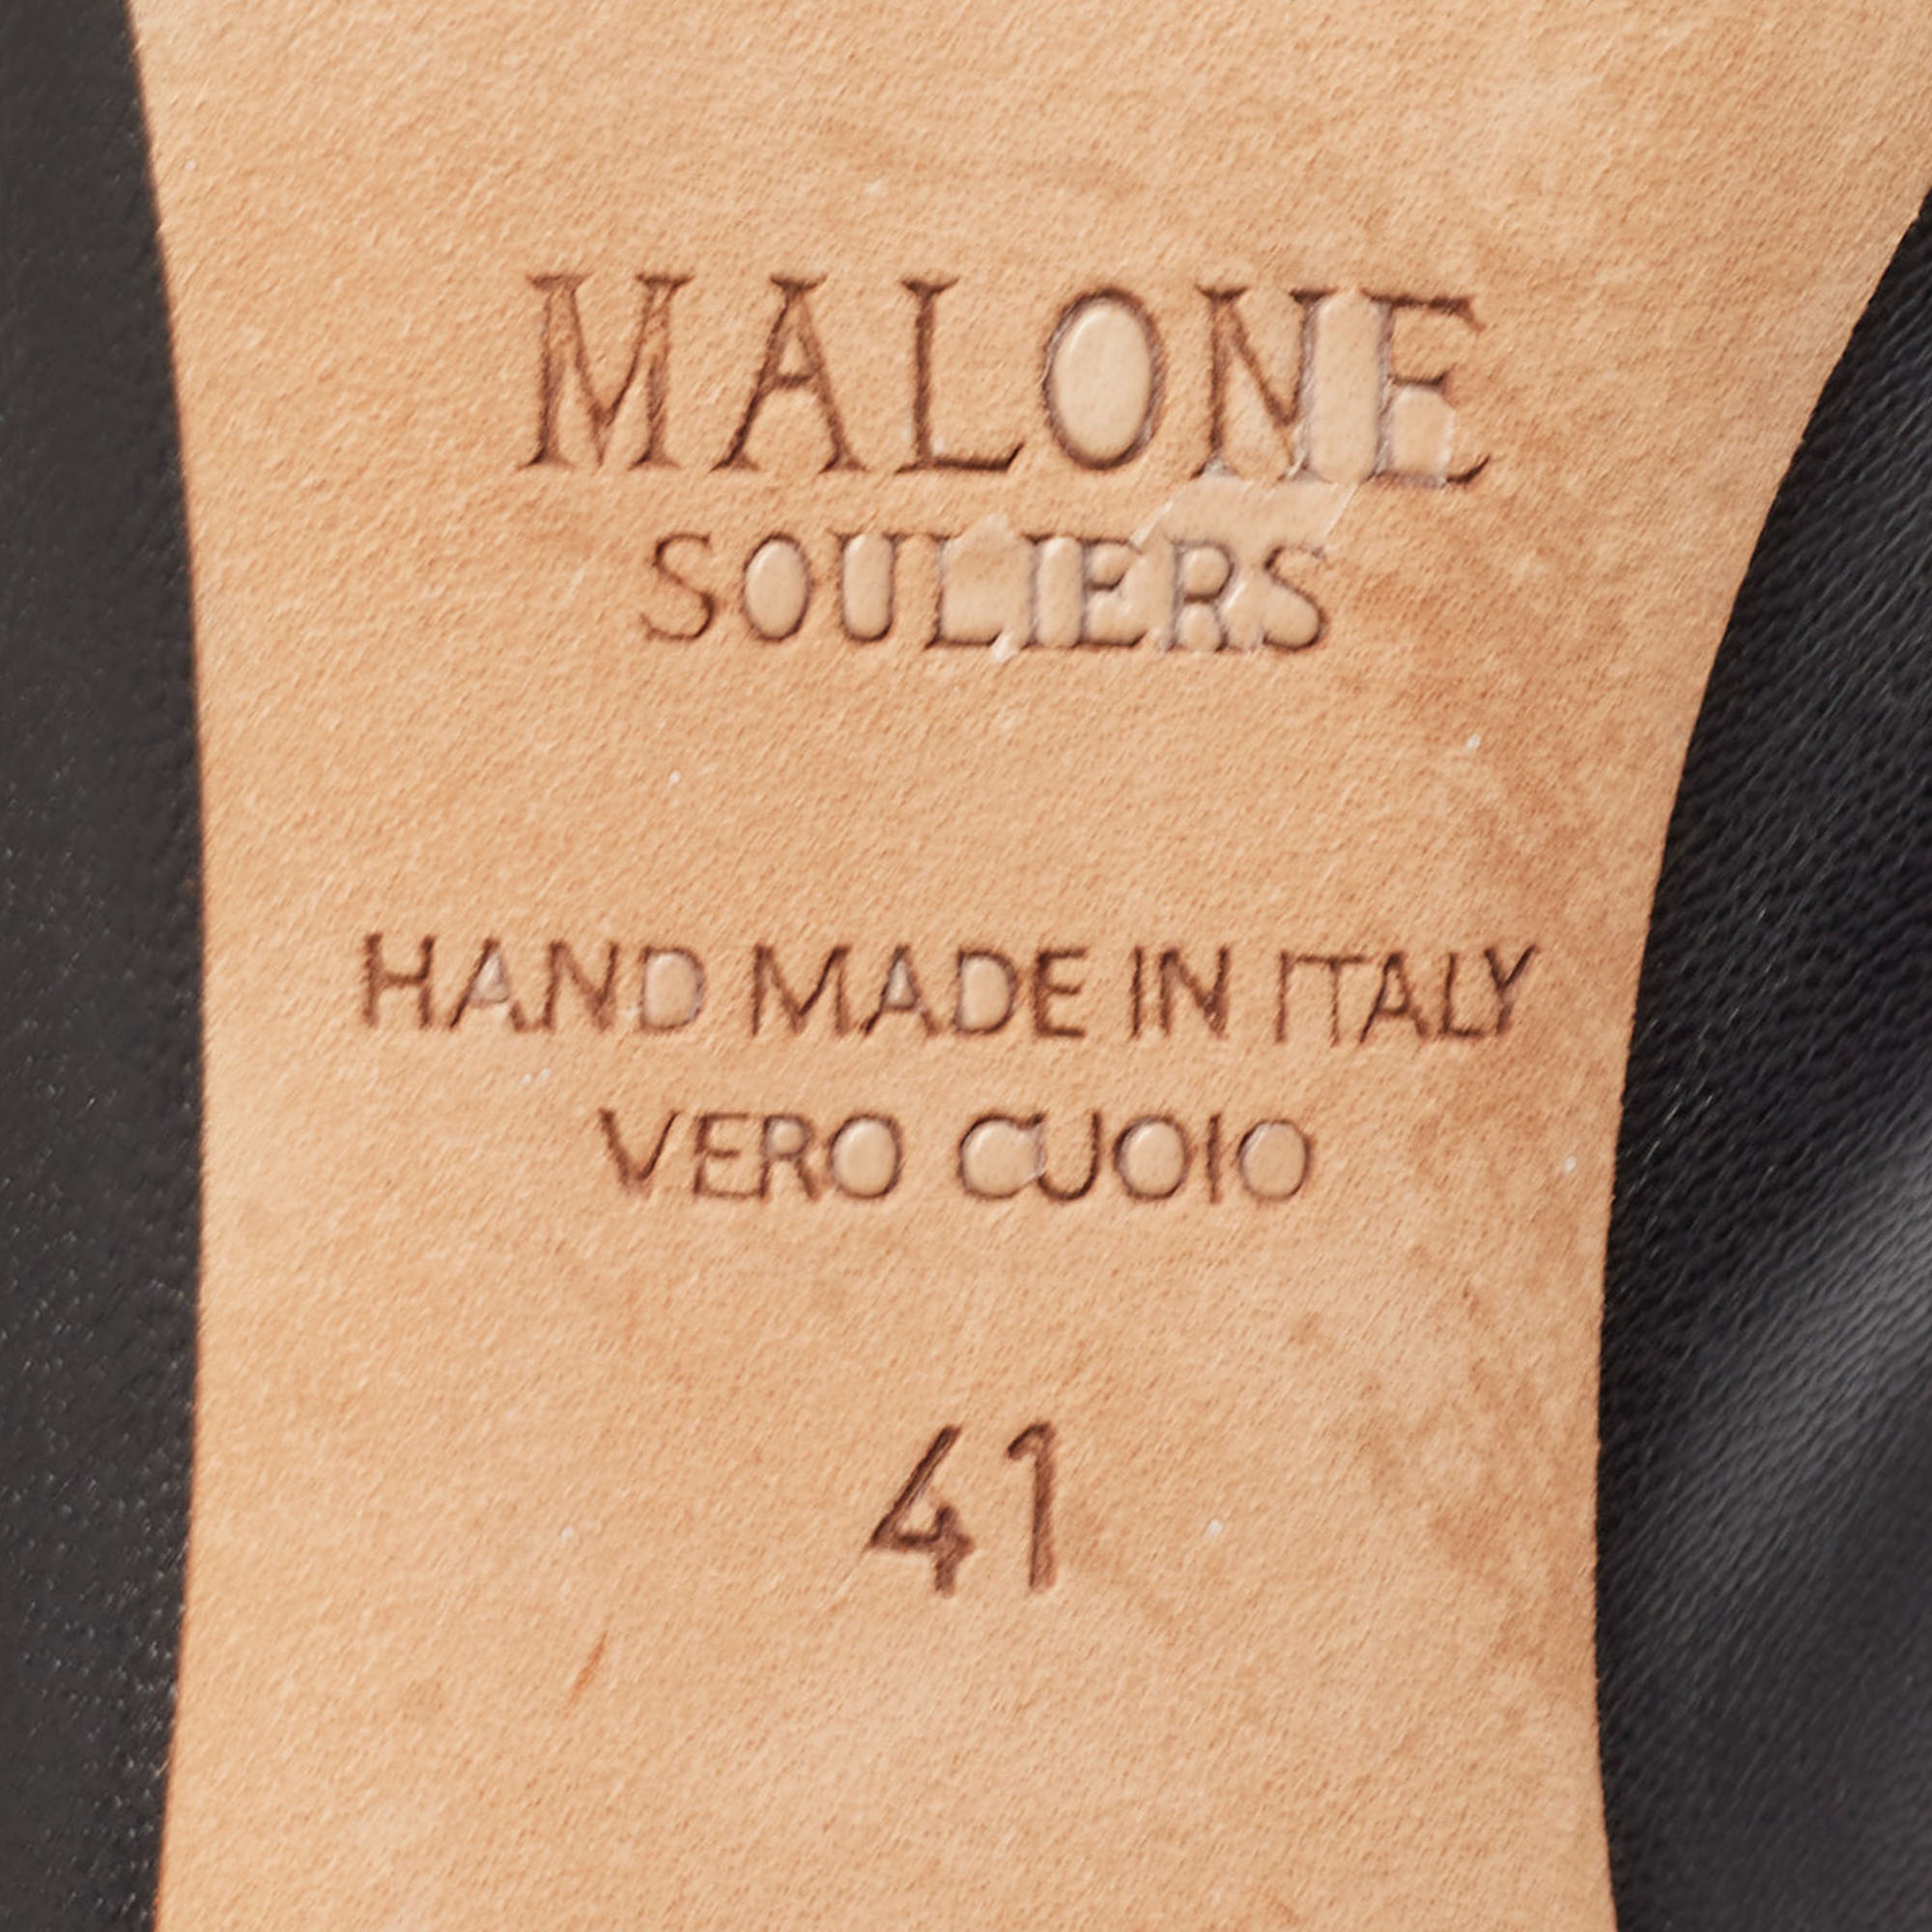 MALONE
SOULIERS
HAND MADE IN ITALY
VERO CUOIO
41